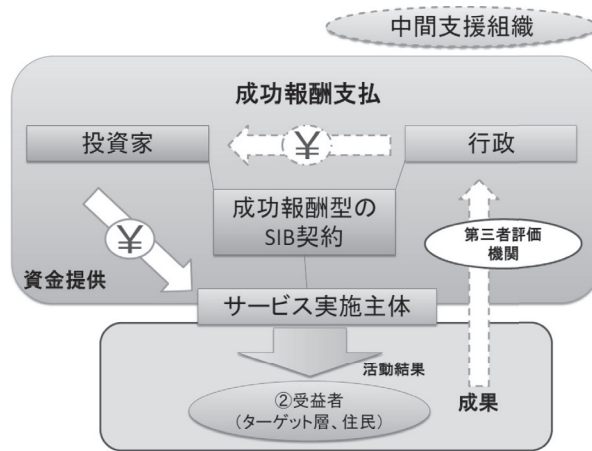 中間支援組織
成功報酬支払
投資家
¥
行政
成功報酬型の
SIB契約
第三者評価
機関
¥
資金提供
サービス実施主体
活動結果
②受益者
(ターゲット層、住民)
成果